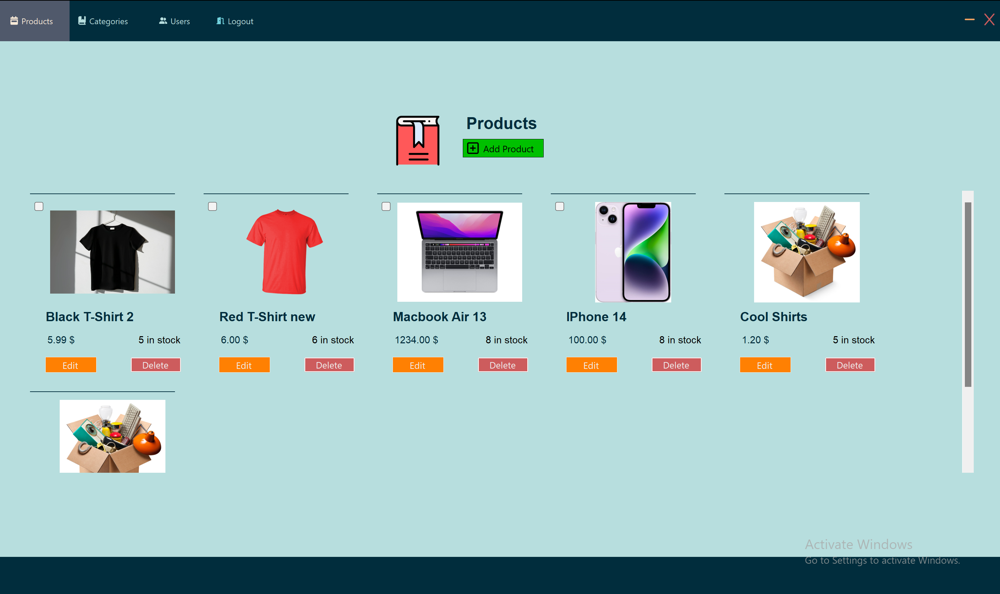 Products
Categories
Users
Logout
Products
Add Product
Black T-Shirt 2
5.99 $
5 in stock
Edit
Delete
Red T-Shirt new
6.00 $
6 in stock
Edit
Delete
Macbook Air 13
1234.00 $
8 in stock
Edit
Delete
IPhone 14
100.00 $
8 in stock
Edit
Delete
Cool Shirts
1.20 $
5 in stock
Edit
Delete
Activate Windows
Go to Settings to activate Windows.